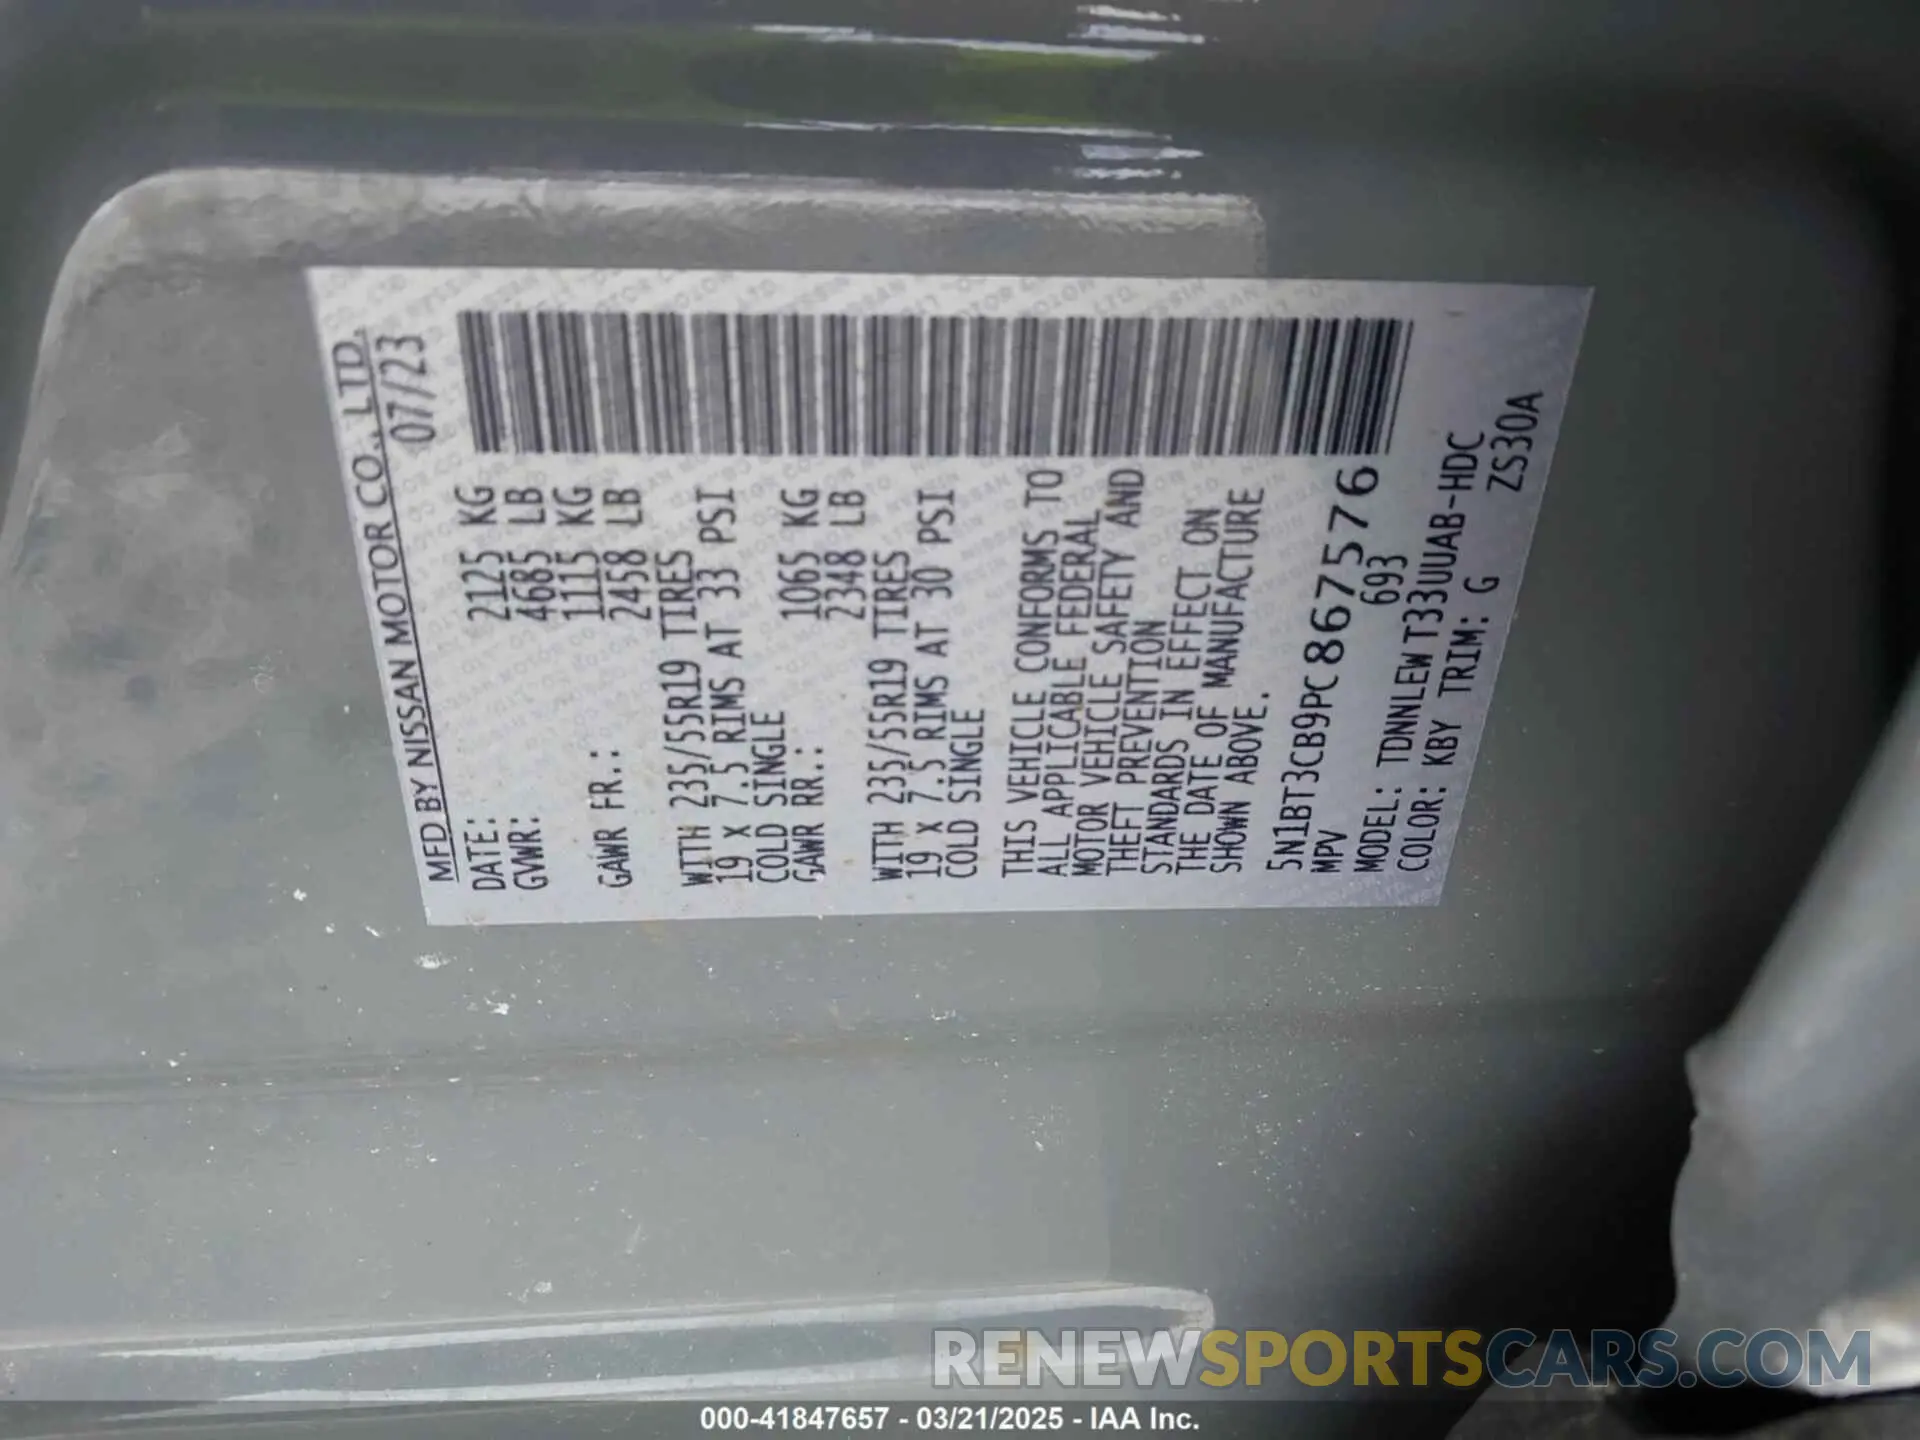 MFD BY NISSAN MOTOR CO., LTD.
DATE: 07/23
GVWR: 2125 KG
4685 LB
GAWR FR.: 1115 KG
2458 LB
WITH 235/55R19 TIRES
19 X 7.5 RIMS AT 33 PSI
COLD SINGLE
GAWR RR.: 1065 KG
2348 LB
WITH 235/55R19 TIRES
19 X 7.5 RIMS AT 30 PSI
COLD SINGLE
THIS VEHICLE CONFORMS TO
ALL APPLICABLE FEDERAL
MOTOR VEHICLE SAFETY AND
THEFT PREVENTION
STANDARDS IN EFFECT ON
THE DATE OF MANUFACTURE
SHOWN ABOVE.
5N1BT3CB9PC867576
MPV 693
MODEL: TDNNLEW T33UUAB-HDC
COLOR: KBY TRIM: G ZS30A
RENEWSPORTSCARS.COM
000-41847657 - 03/21/2025 - IAA Inc.